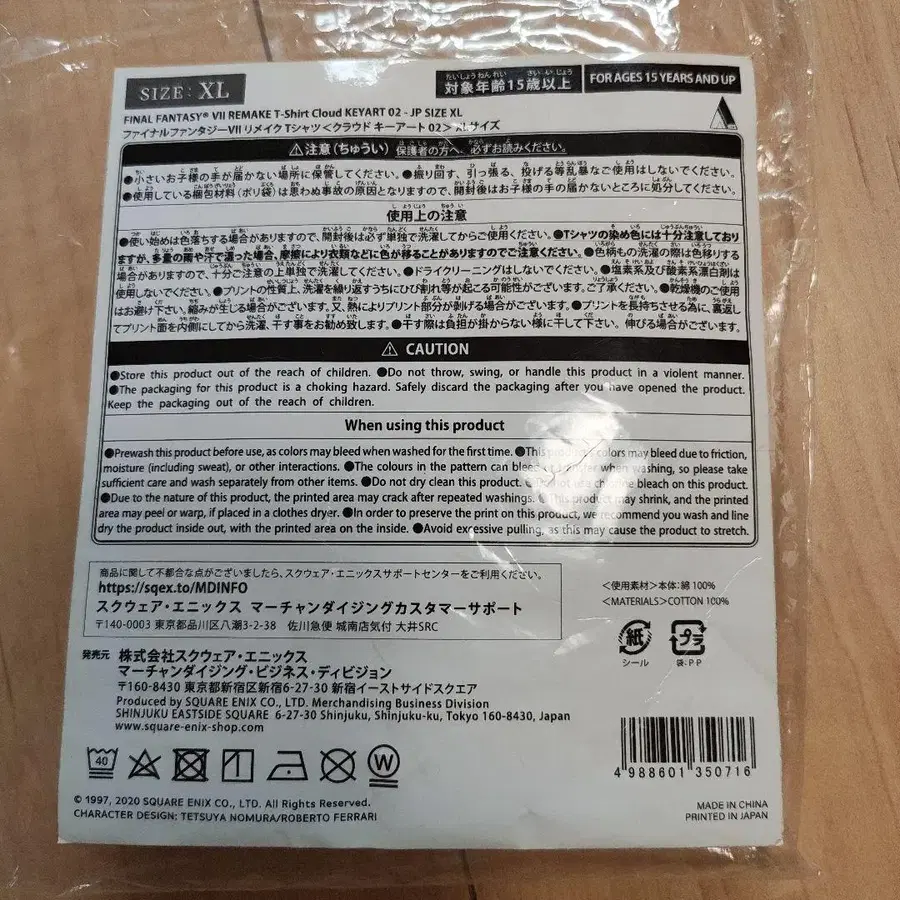 SIZE: XL
対象年齢15歳以上
FOR AGES 15 YEARS AND UP
FINAL FANTASY® VII REMAKE T-Shirt Cloud KEYART 02 - JP SIZE XL
ファイナルファンタジーVII リメイク Tシャツ<クラウド キーアート 02> XLサイズ
⚠注意(ちゅうい) 保護者の方へ、必ずお読みください。
●小さいお子様の手が届かない場所に保管してください。●振り回す、引っ張る、投げる等乱暴なご使用はしないでください。
●使用している梱包材料(ポリ袋)は思わぬ事故の原因となりますので、開封後はお子様の手の届かないところに処分してください。
使用上の注意
●使い始めは色落ちする場合がありますので、開封後は必ず単独で洗濯してからご使用ください。●Tシャツの染め色には十分注意しており
ますが、多量の雨や汗で湿った場合、摩擦により衣類などに色が移ることがありますのでご注意ください。●色柄もの洗濯の際は色移りする
場合がありますので、十分ご注意の上単独で洗濯してください。●ドライクリーニングはしないでください。●塩素系及び酸素系漂白剤は
使用しないでください。●プリントの性質上、洗濯を繰り返すうちにひび割れ等が起こる可能性がございます。ご了承ください。●乾燥機のご使用
はお避け下さい。縮みが生じる場合がございます。又、熱によりプリント部分が剥げる場合がございます。●プリントを長持ちさせる為に、裏返し
てプリント面を内側にしてから洗濯、干す事をお勧め致します。●干す際は負担が掛からない様に干して下さい。伸びる場合がございます。
⚠ CAUTION
●Store this product out of the reach of children. ●Do not throw, swing, or handle this product in a violent manner.
●The packaging for this product is a choking hazard. Safely discard the packaging after you have opened the product.
Keep the packaging out of the reach of children.
When using this product
●Prewash this product before use, as colors may bleed when washed for the first time. ●This product's colors may bleed due to friction,
moisture (including sweat), or other interactions. ●The colours in the pattern can bleed or transfer when washing, so please
take sufficient care and wash separately from other items. ●Do not dry clean this product. ●Do not use chlorine bleach on this product.
●Due to the nature of this product, the printed area may crack after repeated washings. ●This product may shrink, and the printed
area may peel or warp, if placed in a clothes dryer. ●In order to preserve the print on this product, we recommend you wash and line
dry the product inside out, with the printed area on the inside. ●Avoid excessive pulling, as this may cause the product to stretch.
商品に関して不都合な点がございましたら、スクウェア・エニックスサポートセンターをご利用ください。
https://sqex.to/MDINFO
スクウェア・エニックス マーチャンダイジングカスタマーサポート
〒140-0003 東京都品川区八潮3-2-38 佐川急便 城南店気付 大井SRC
<使用素材>本体:綿100%
<MATERIALS>COTTON 100%
紙
シール
プラ
袋:PP
発売元 株式会社スクウェア・エニックス
マーチャンダイジング・ビジネス・ディビジョン
〒160-8430 東京都新宿区新宿6-27-30 新宿イーストサイドスクエア
Produced by SQUARE ENIX CO., LTD. Merchandising Business Division
SHINJUKU EASTSIDE SQUARE 6-27-30 Shinjuku, Shinjuku-ku, Tokyo 160-8430, Japan
www.square-enix-shop.com
40
W
4 988601 350716
© 1997, 2020 SQUARE ENIX CO., LTD. All Rights Reserved.
CHARACTER DESIGN: TETSUYA NOMURA/ROBERTO FERRARI
MADE IN CHINA
PRINTED IN JAPAN